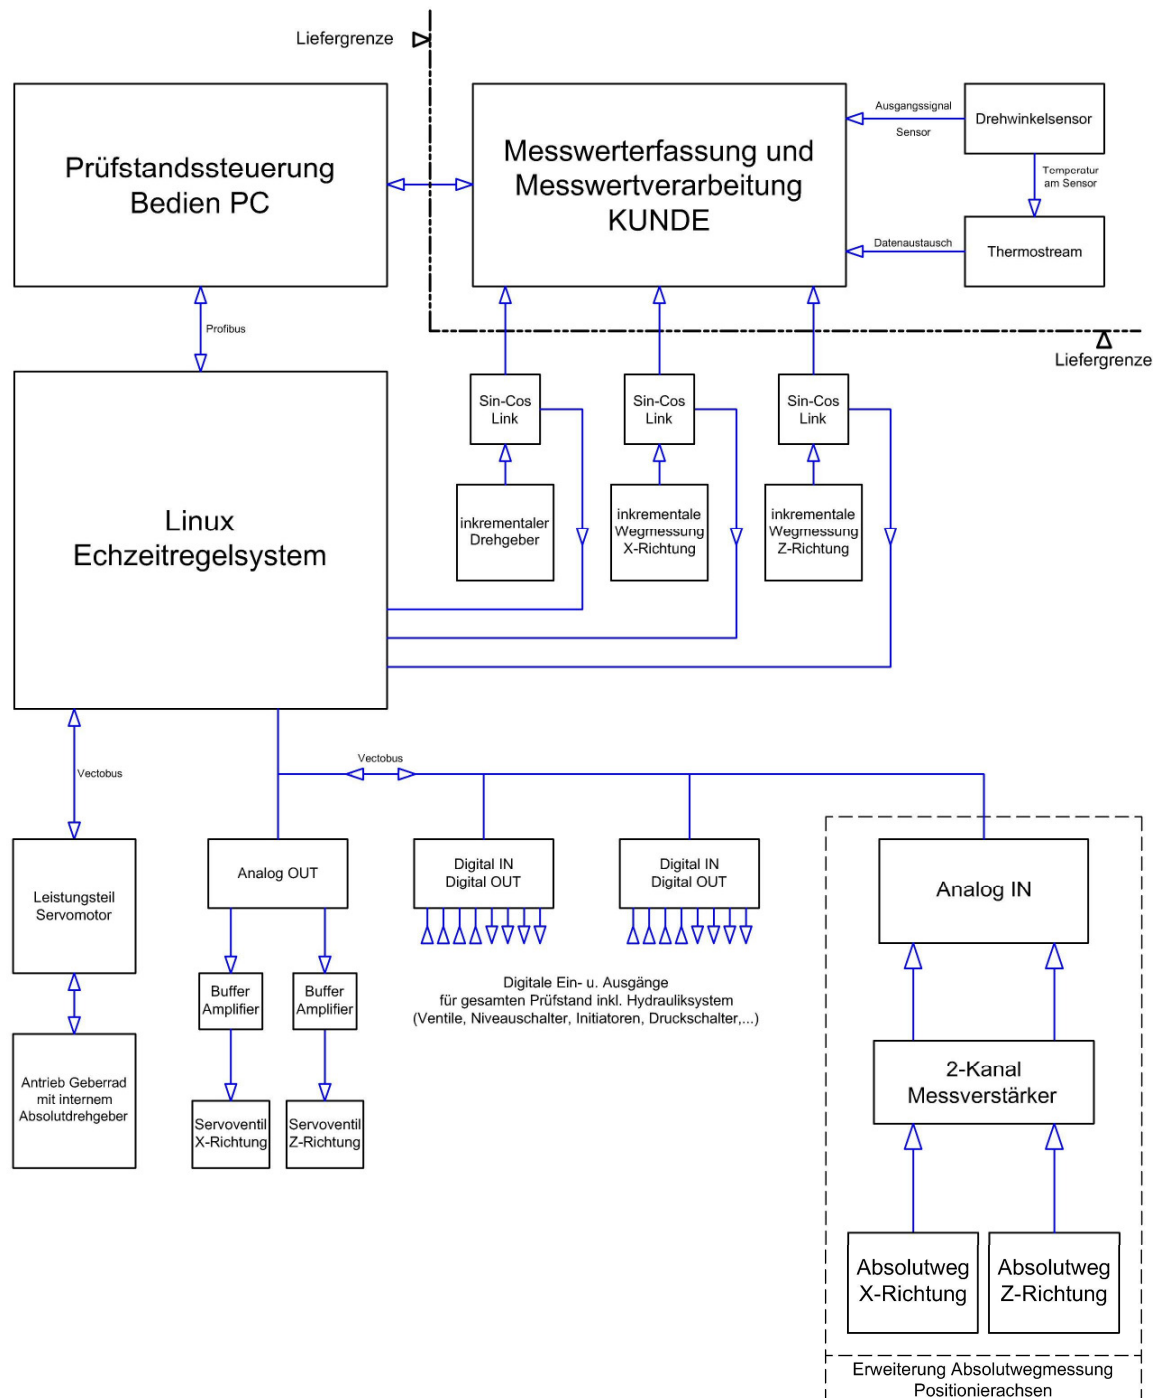 Liefergrenze
Prüfstandssteuerung
Bedien PC
Messwerterfassung und
Messwertverarbeitung
KUNDE
Ausgangssignal
Sensor
Drehwinkelsensor
Temperatur
am Sensor
Datenaustausch
Thermostream
Profibus
Liefergrenze
Linux
Echzeitregelsystem
Sin-Cos
Link
Sin-Cos
Link
Sin-Cos
Link
inkrementaler
Drehgeber
inkrementale
Wegmessung
X-Richtung
inkrementale
Wegmessung
Z-Richtung
Vectobus
Vectobus
Leistungsteil
Servomotor
Analog OUT
Digital IN
Digital OUT
Digital IN
Digital OUT
Analog IN
Buffer
Amplifier
Buffer
Amplifier
Digitale Ein- u. Ausgänge
für gesamten Prüfstand inkl. Hydrauliksystem
(Ventile, Niveauschalter, Initiatoren, Druckschalter,...)
Antrieb Geberrad
mit internem
Absolutdrehgeber
Servoventil
X-Richtung
Servoventil
Z-Richtung
2-Kanal
Messverstärker
Absolutweg
X-Richtung
Absolutweg
Z-Richtung
Erweiterung Absolutwegmessung
Positionierachsen